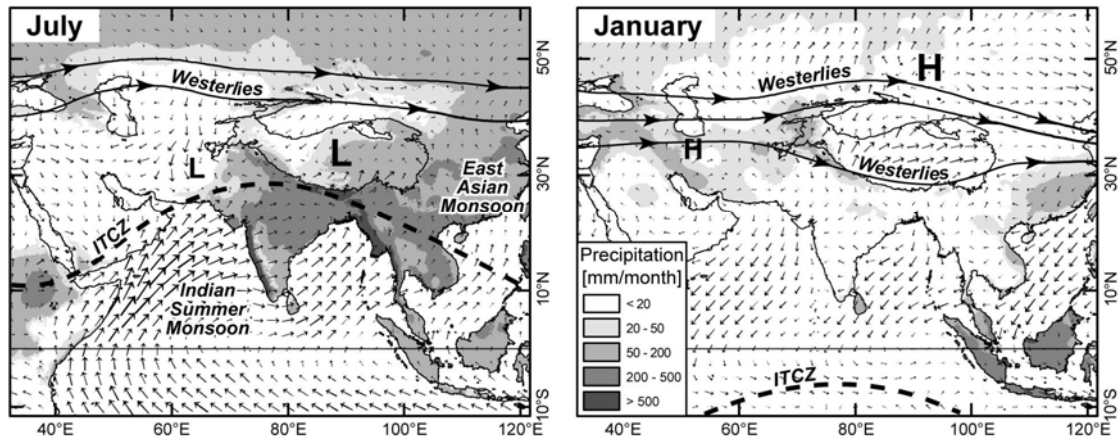 July
Westerlies
L
L
East
Asian
Monsoon
ITCZ
Indian
Summer
Monsoon
40°E
60°E
80°E
100°E
120°E
50°N
30°N
10°N
10°S
January
Westerlies
H
H
Westerlies
Precipitation
[mm/month]
< 20
20 - 50
50 - 200
200 - 500
> 500
ITCZ
40°E
60°E
80°E
100°E
120°E
50°N
30°N
10°N
10°S